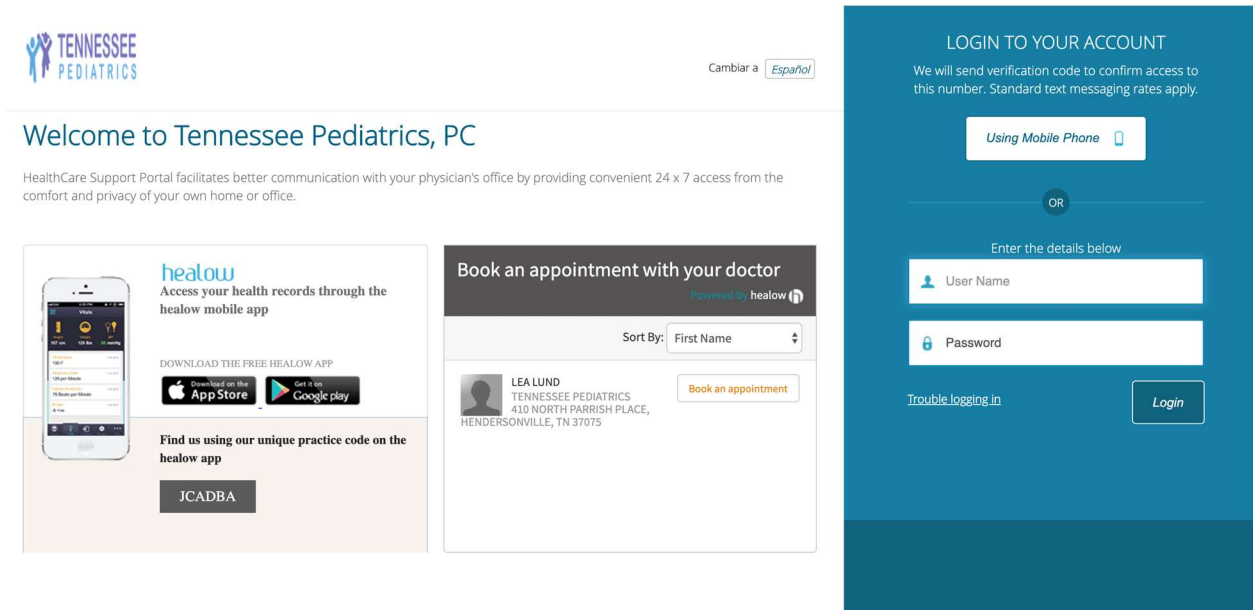 TENNESSEE
PEDIATRICS
Cambiar a Español
Welcome to Tennessee Pediatrics, PC
HealthCare Support Portal facilitates better communication with your physician's office by providing convenient 24 x 7 access from the
comfort and privacy of your own home or office.
healow
Access your health records through the
healow mobile app
DOWNLOAD THE FREE HEALOW APP
Download on the
App Store
Get it on
Google play
Find us using our unique practice code on the
healow app
JCADBA
Vitals
Book an appointment with your doctor
Powered by healow
Sort By: First Name
LEA LUND
TENNESSEE PEDIATRICS
410 NORTH PARRISH PLACE,
HENDERSONVILLE, TN 37075
Book an appointment
LOGIN TO YOUR ACCOUNT
We will send verification code to confirm access to
this number. Standard text messaging rates apply.
Using Mobile Phone
OR
Enter the details below
User Name
Password
Trouble logging in
Login